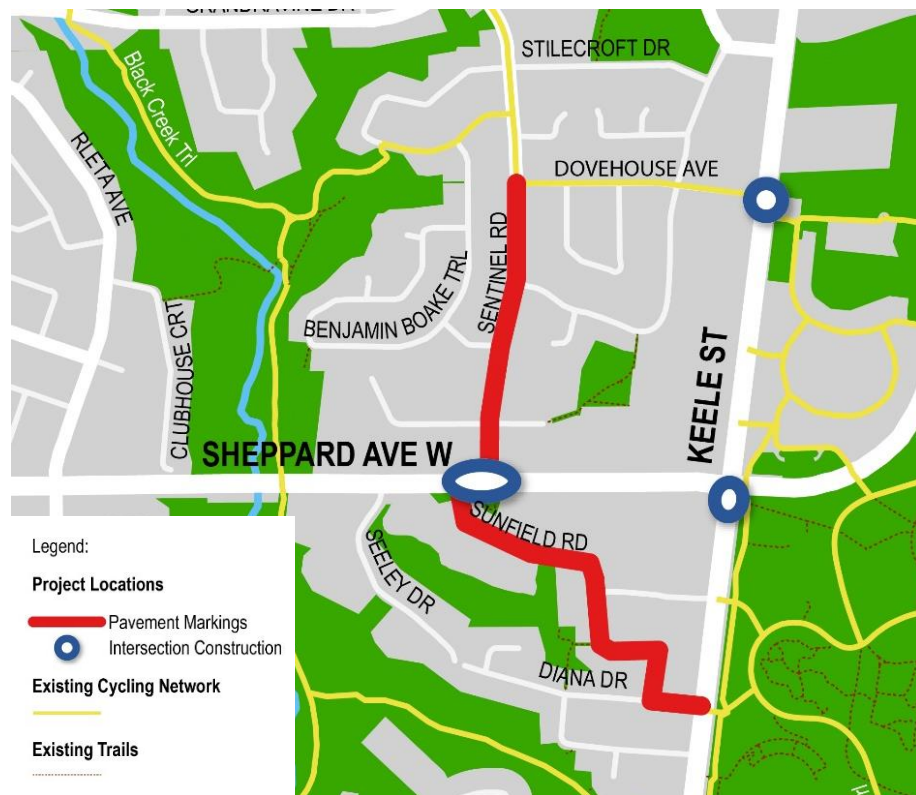 STILECROFT DR
Black Creek Trl
RLETA AVE
DOVEHOUSE AVE
SENTINEL RD
BENJAMIN BOAKE TRL
CLUBHOUSE CRT
KEELE ST
SHEPPARD AVE W
SUNFIELD RD
SEELEY DR
DIANA DR
Legend:
Project Locations
Pavement Markings
Intersection Construction
Existing Cycling Network
Existing Trails